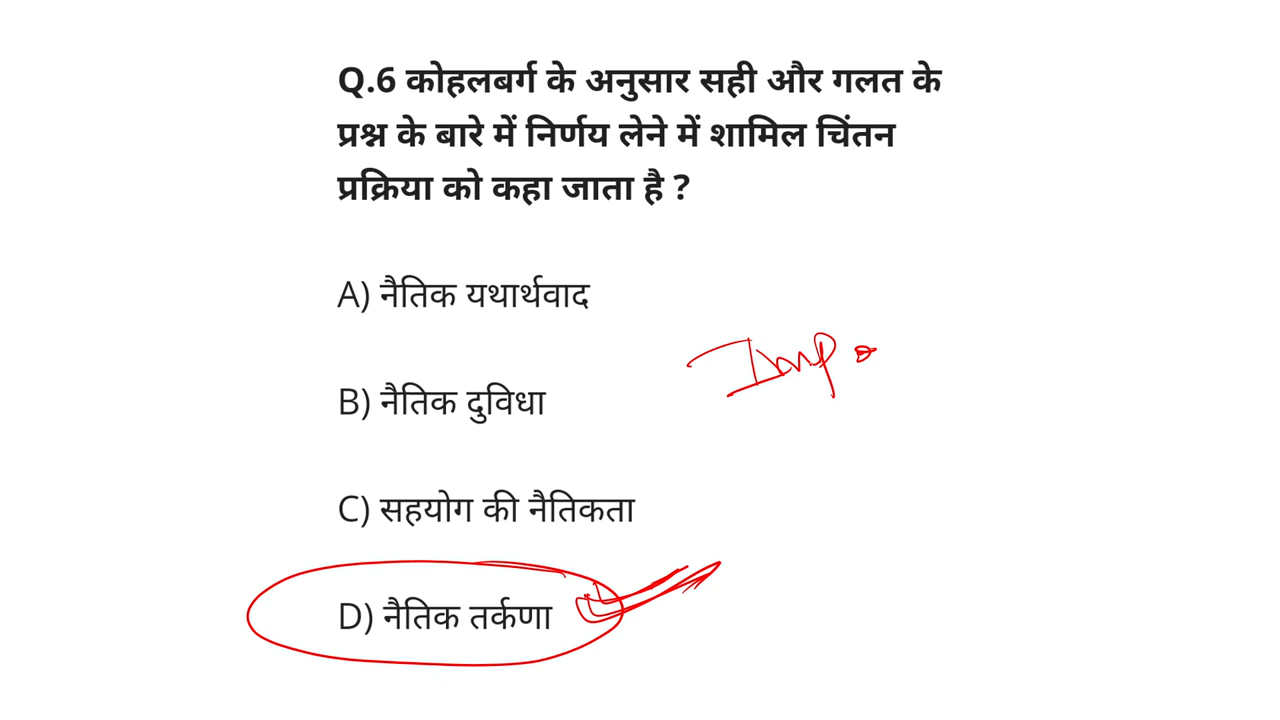 Q.6 कोहलबर्ग के अनुसार सही और गलत के
प्रश्न के बारे में निर्णय लेने में शामिल चिंतन
प्रक्रिया को कहा जाता है ?
A) नैतिक यथार्थवाद
Imp.
B) नैतिक दुविधा
C) सहयोग की नैतिकता
D) नैतिक तर्कणा